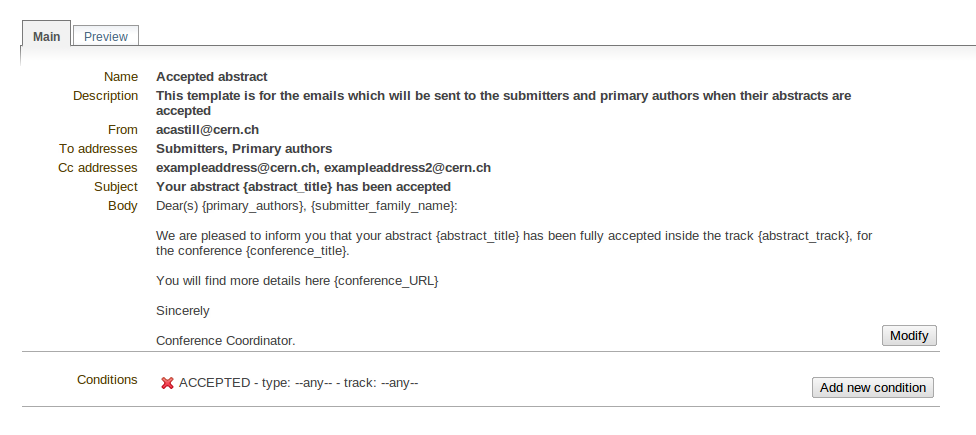 Main Preview
Name Accepted abstract
Description This template is for the emails which will be sent to the submitters and primary authors when their abstracts are
accepted
From acastill@cern.ch
To addresses Submitters, Primary authors
Cc addresses exampleaddress@cern.ch, exampleaddress2@cern.ch
Subject Your abstract {abstract_title} has been accepted
Body Dear(s) {primary_authors}, {submitter_family_name}:
We are pleased to inform you that your abstract {abstract_title} has been fully accepted inside the track {abstract_track}, for
the conference {conference_title}.
You will find more details here {conference_URL}
Sincerely
Conference Coordinator.
Modify
Conditions ACCEPTED - type: --any-- - track: --any--
Add new condition